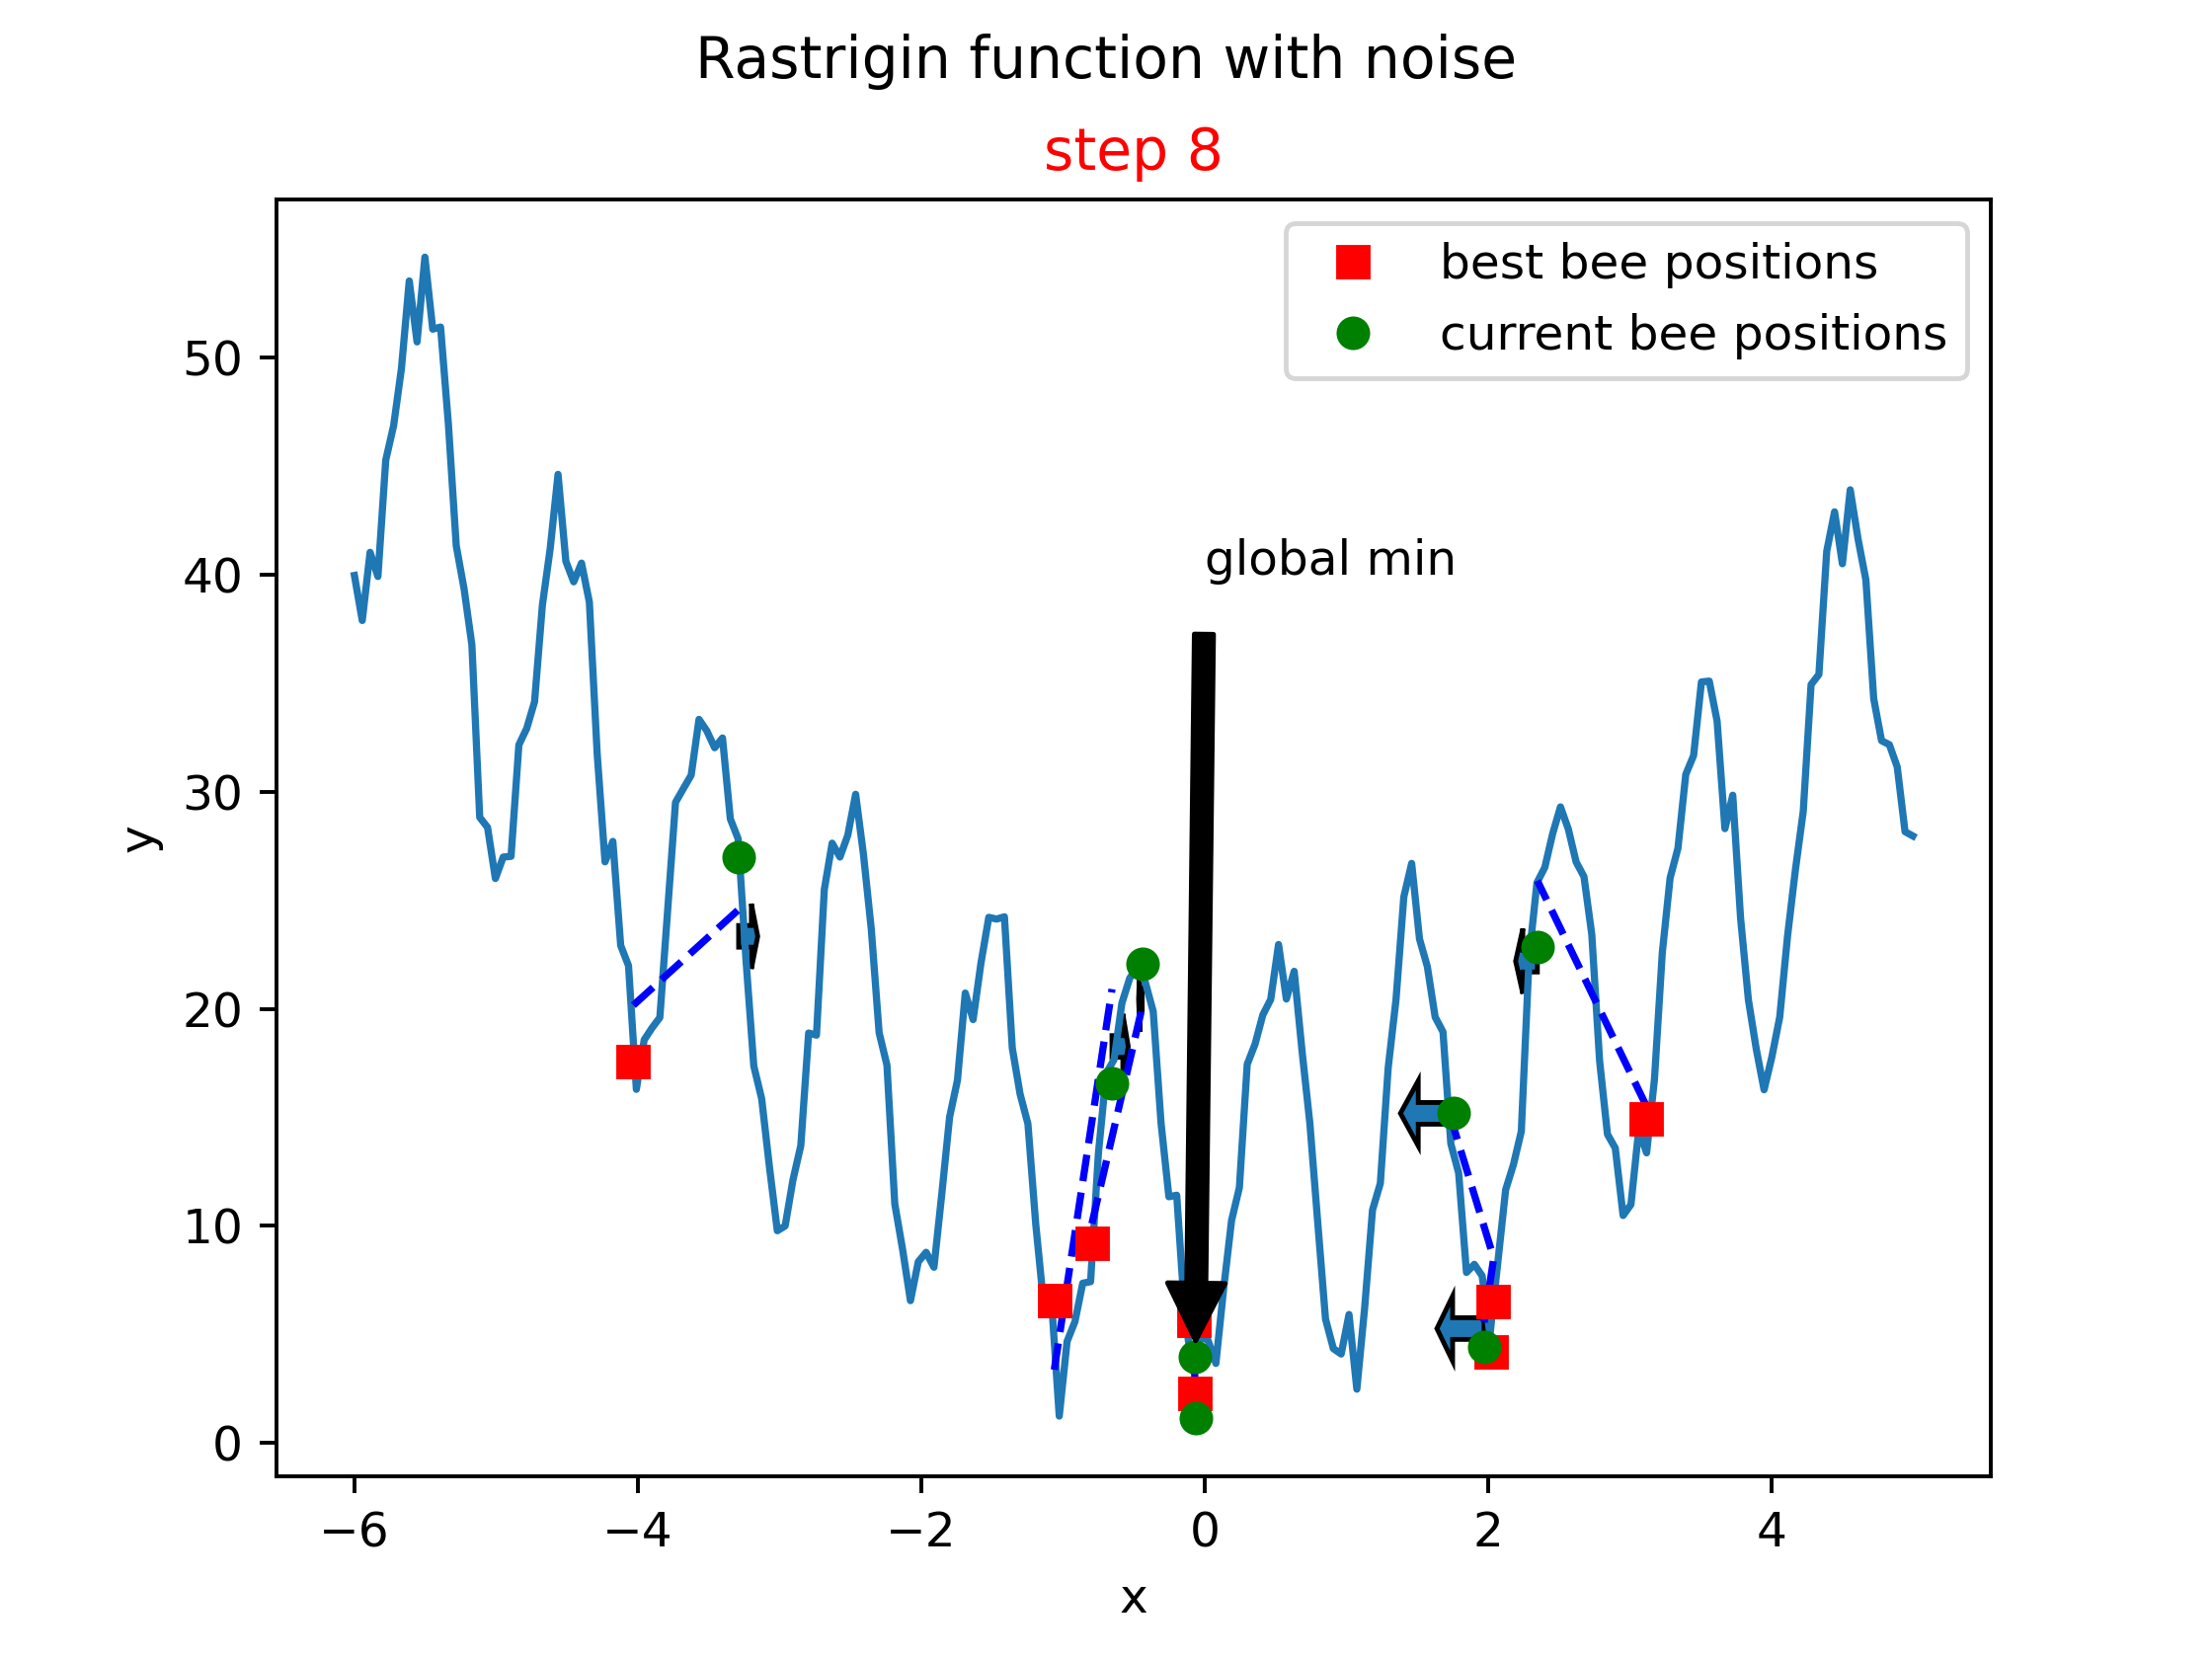 Rastrigin function with noise
step 8
best bee positions
current bee positions
global min
50
40
30
20
10
0
y
−6 −4 −2 0 2 4
x